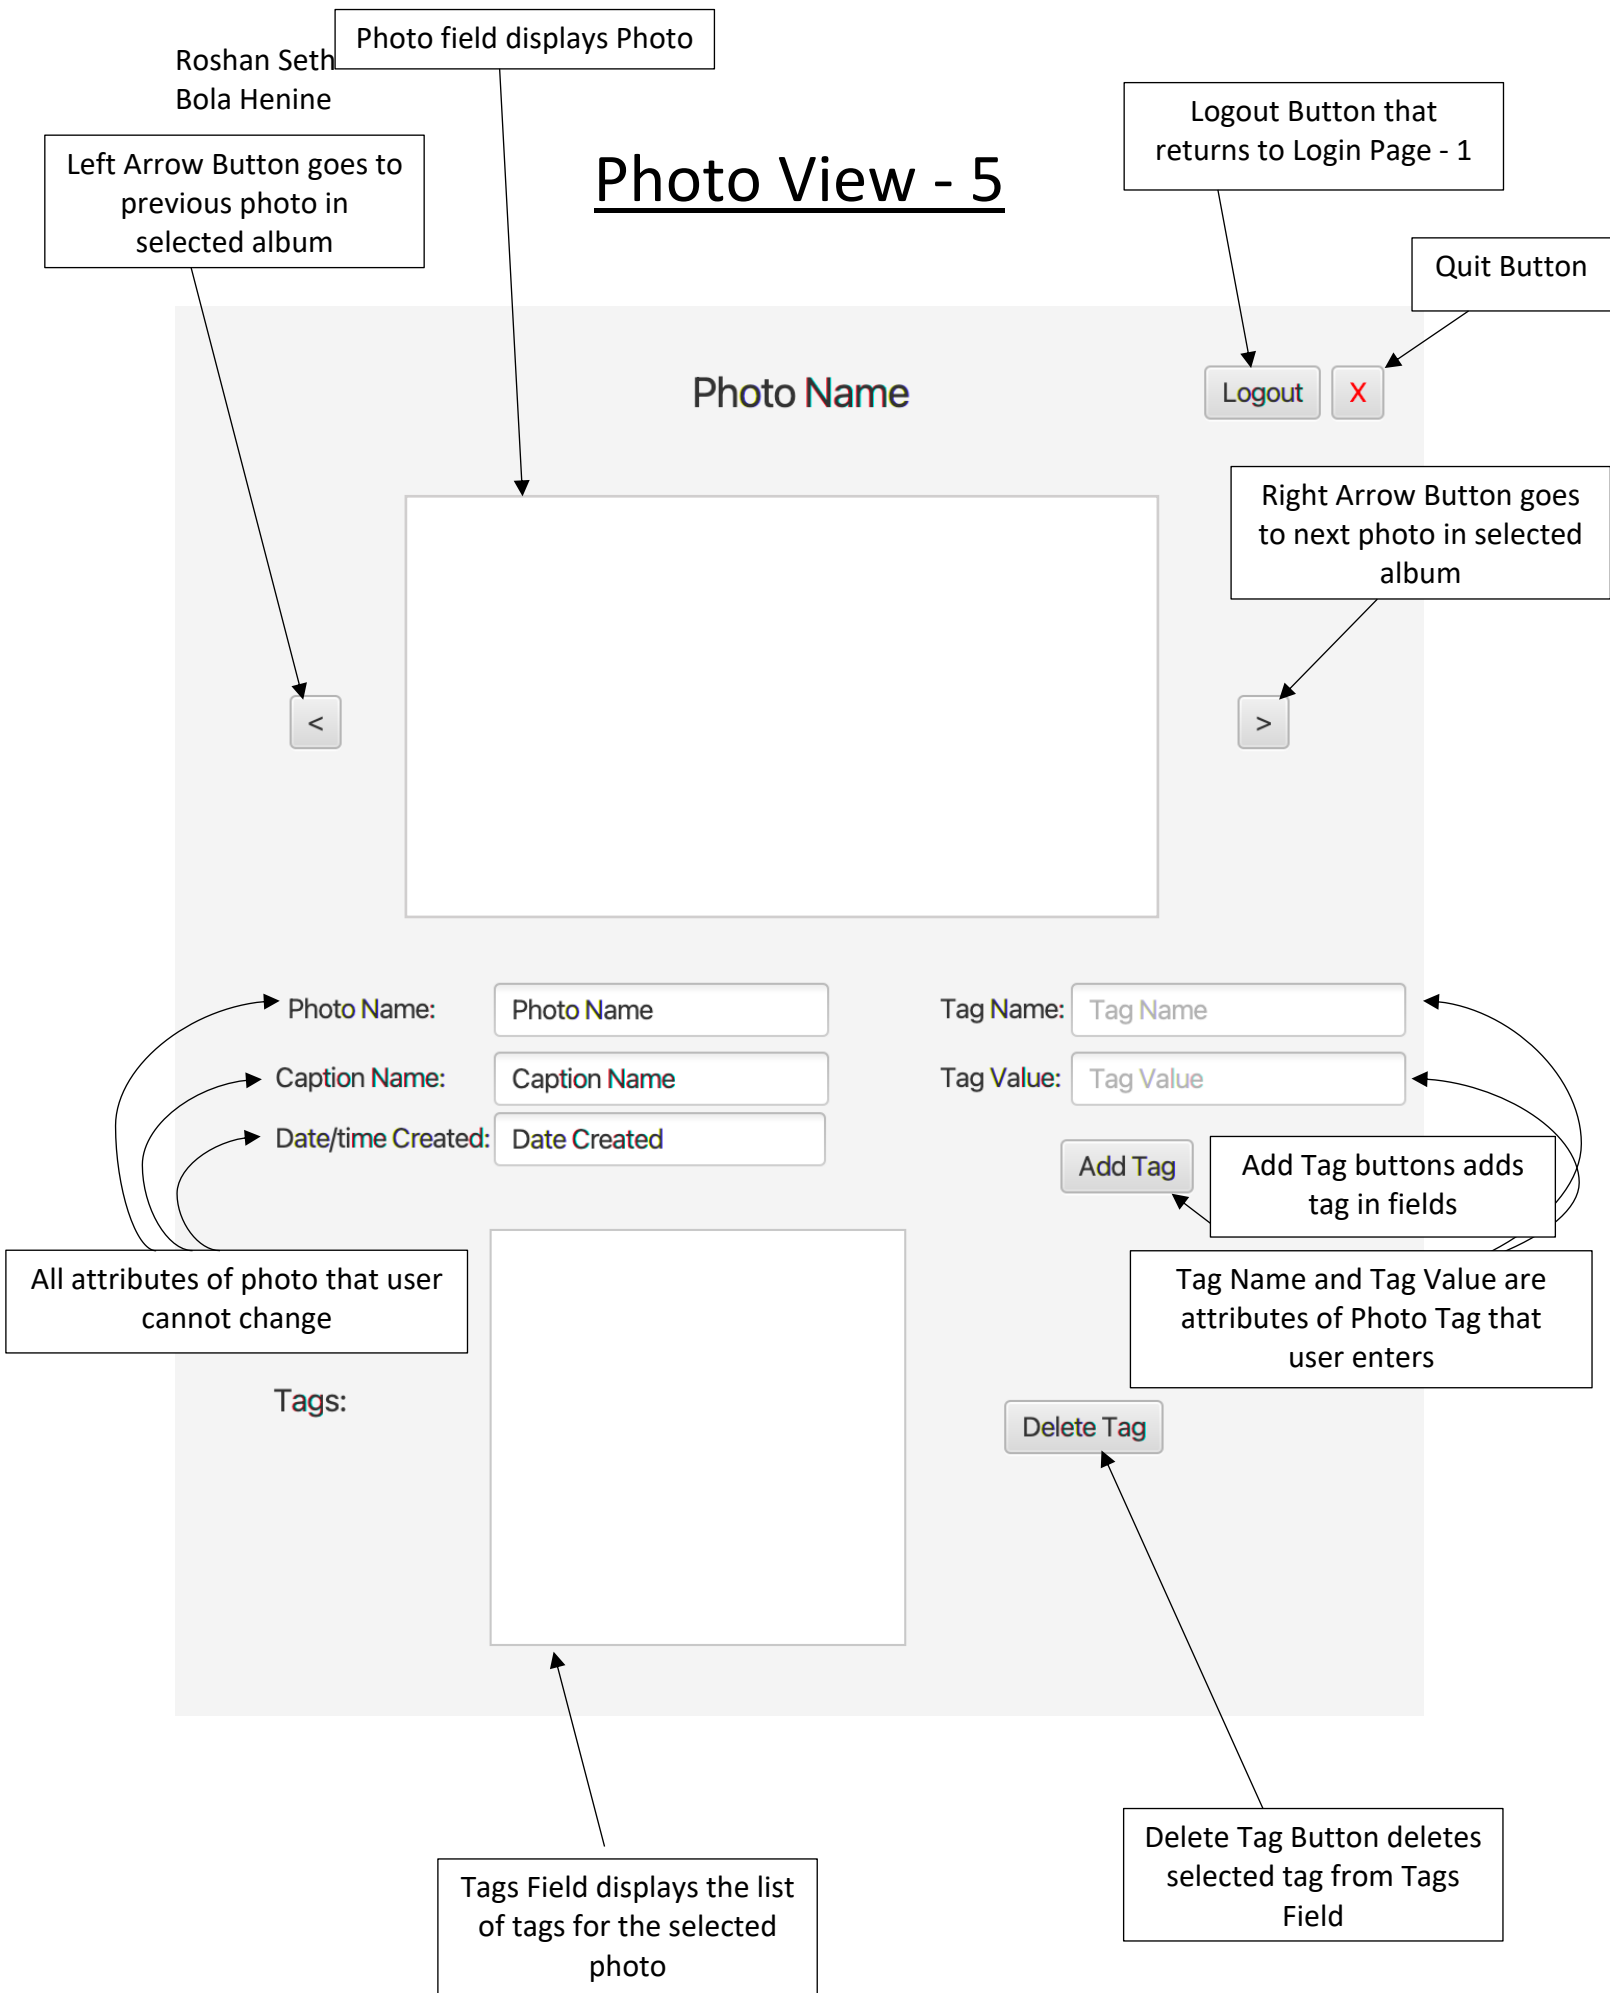 Photo field displays Photo
Roshan Seth
Bola Henine
Logout Button that
returns to Login Page - 1
Left Arrow Button goes to
previous photo in
selected album
Photo View - 5
Quit Button
Photo Name
Logout
X
Right Arrow Button goes
to next photo in selected
album
<
>
Photo Name:
Photo Name
Tag Name:
Tag Name
Caption Name:
Caption Name
Tag Value:
Tag Value
Date/time Created:
Date Created
Add Tag
Add Tag buttons adds
tag in fields
All attributes of photo that user
cannot change
Tag Name and Tag Value are
attributes of Photo Tag that
user enters
Tags:
Delete Tag
Delete Tag Button deletes
selected tag from Tags
Field
Tags Field displays the list
of tags for the selected
photo